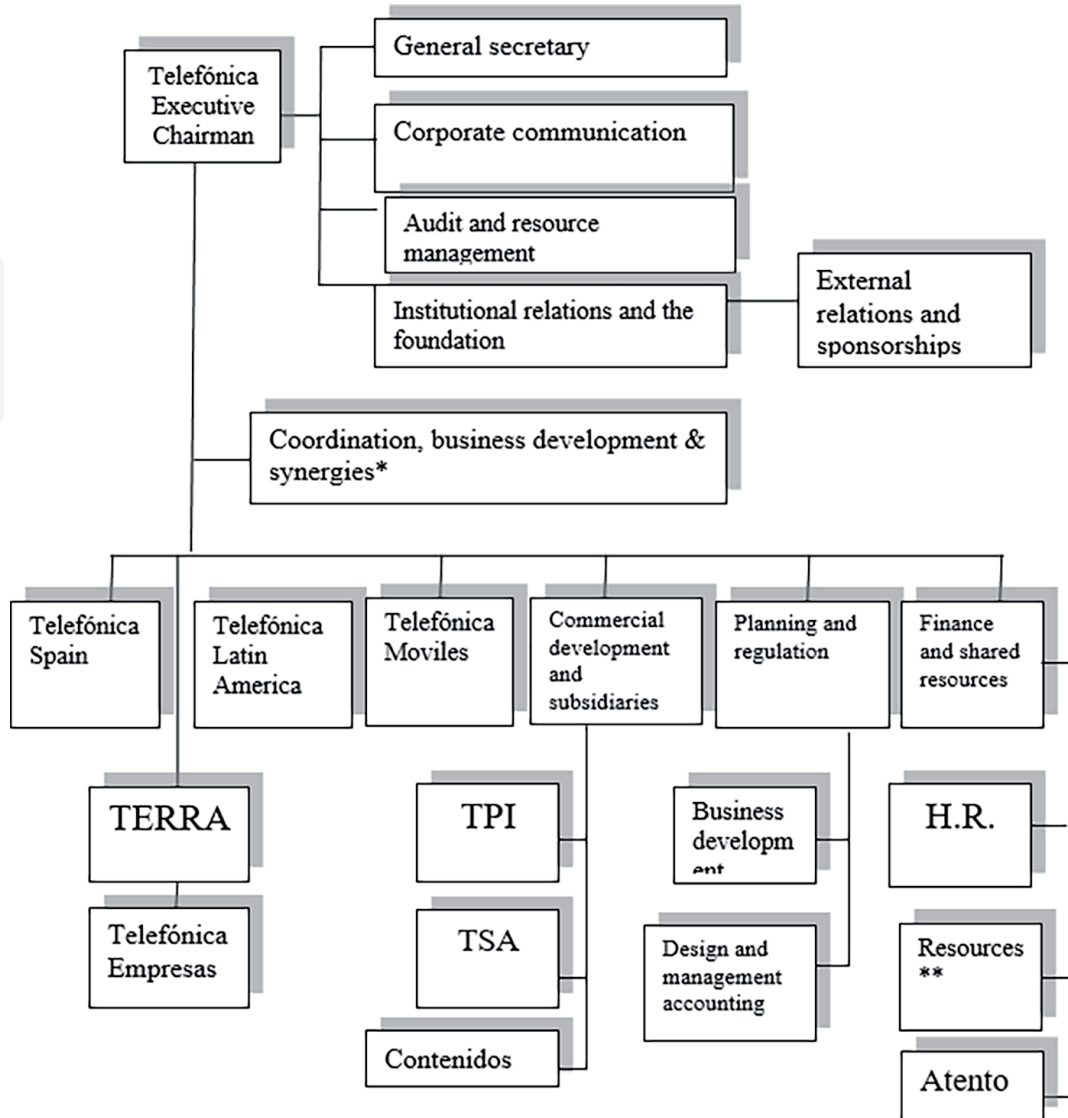 Telefónica
Executive
Chairman
General secretary
Corporate communication
Audit and resource
management
Institutional relations and the
foundation
External
relations and
sponsorships
Coordination, business development &
synergies*
Telefónica
Spain
Telefónica
Latin
America
Telefónica
Moviles
Commercial
development
and
subsidiaries
Planning and
regulation
Finance
and shared
resources
TERRA
Telefónica
Empresas
TPI
TSA
Contenidos
Business
developm
ent
Design and
management
accounting
H.R.
Resources
**
Atento